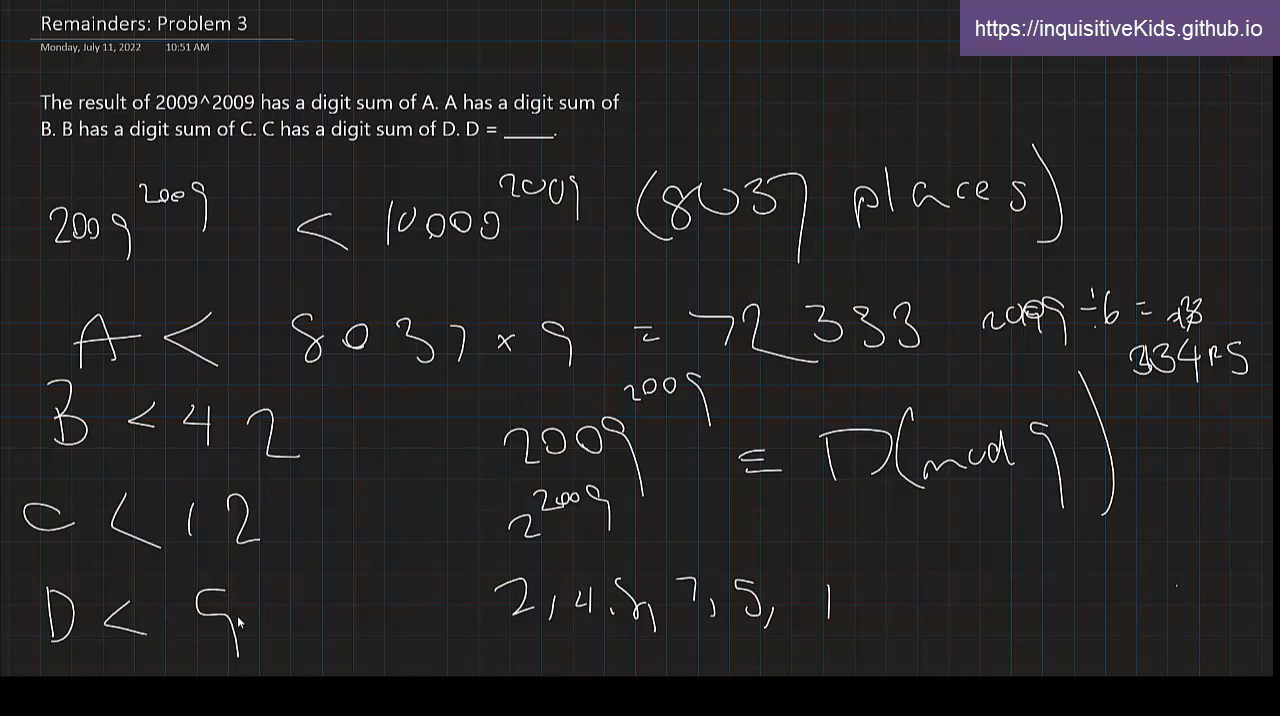 Remainders: Problem 3
https://inquisitiveKids.github.io
Monday, July 11, 2022 10:51 AM
The result of 2009^2009 has a digit sum of A. A has a digit sum of
B. B has a digit sum of C. C has a digit sum of D. D = _____.
2009^2009 < 10000^2009 (8037 places)
A < 8037 × 9 = 72333
2009 ÷ 6 =
334 r 5
B < 42
2009^2009 ≡ D (mod 9)
C < 12
2^2009
D < 9
2, 4, 8, 7, 5, 1